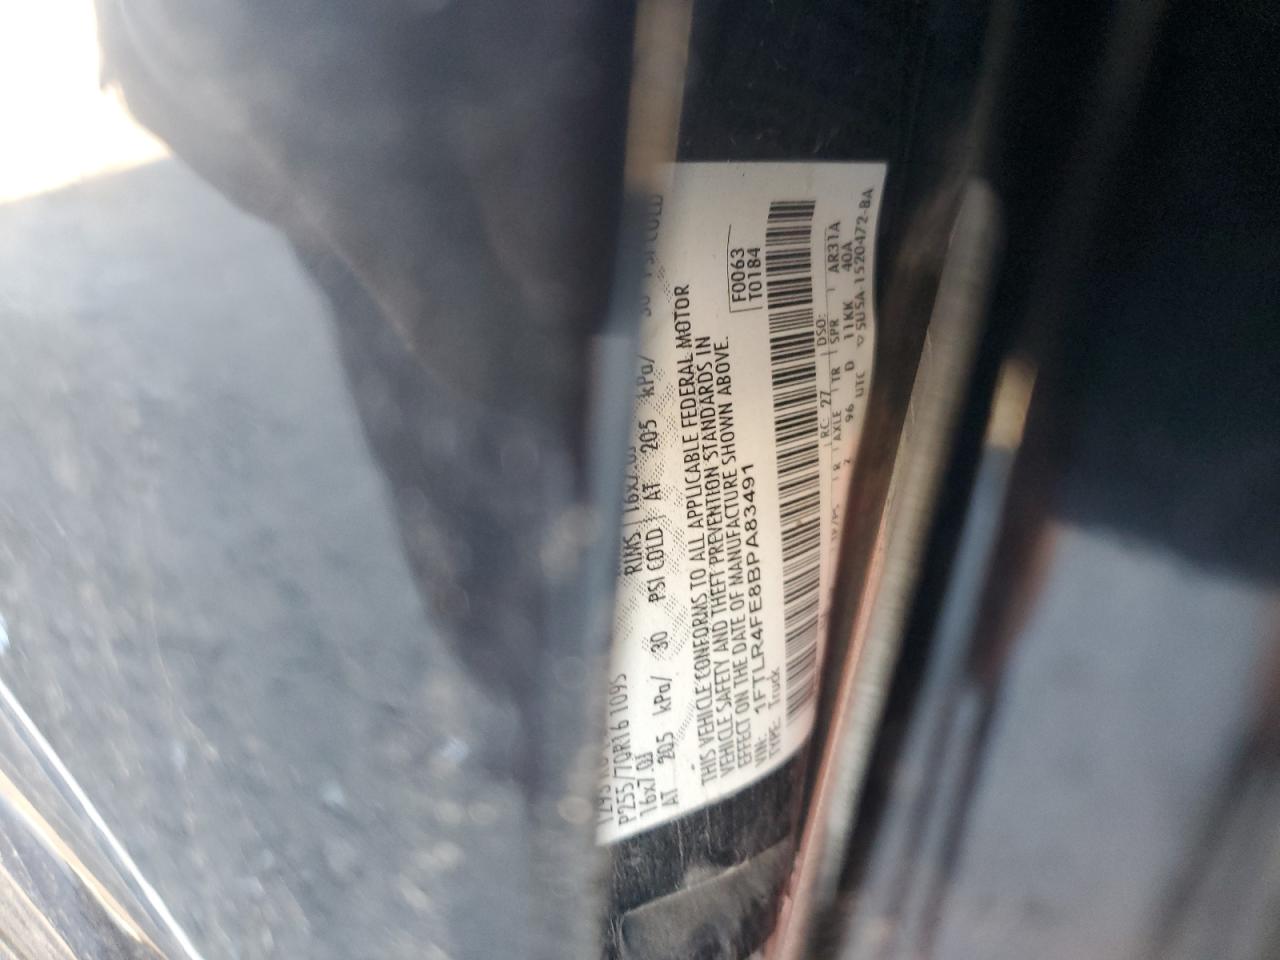 P255/70R16 109S RIMS
16x7.0J AT 205 kPa/
AT 205 kPa/ 30 PSI COLD
THIS VEHICLE CONFORMS TO ALL APPLICABLE FEDERAL MOTOR
VEHICLE SAFETY AND THEFT PREVENTION STANDARDS IN
EFFECT ON THE DATE OF MANUFACTURE SHOWN ABOVE.
VIN: 1FTLR4FE8BPA83491
TYPE: Truck
F0063
T0184
RC: 27 DSO:
R AXLE TR SPR AR31A
2 96 D 11KK 40A
UTC 5U5A-1520472-BA